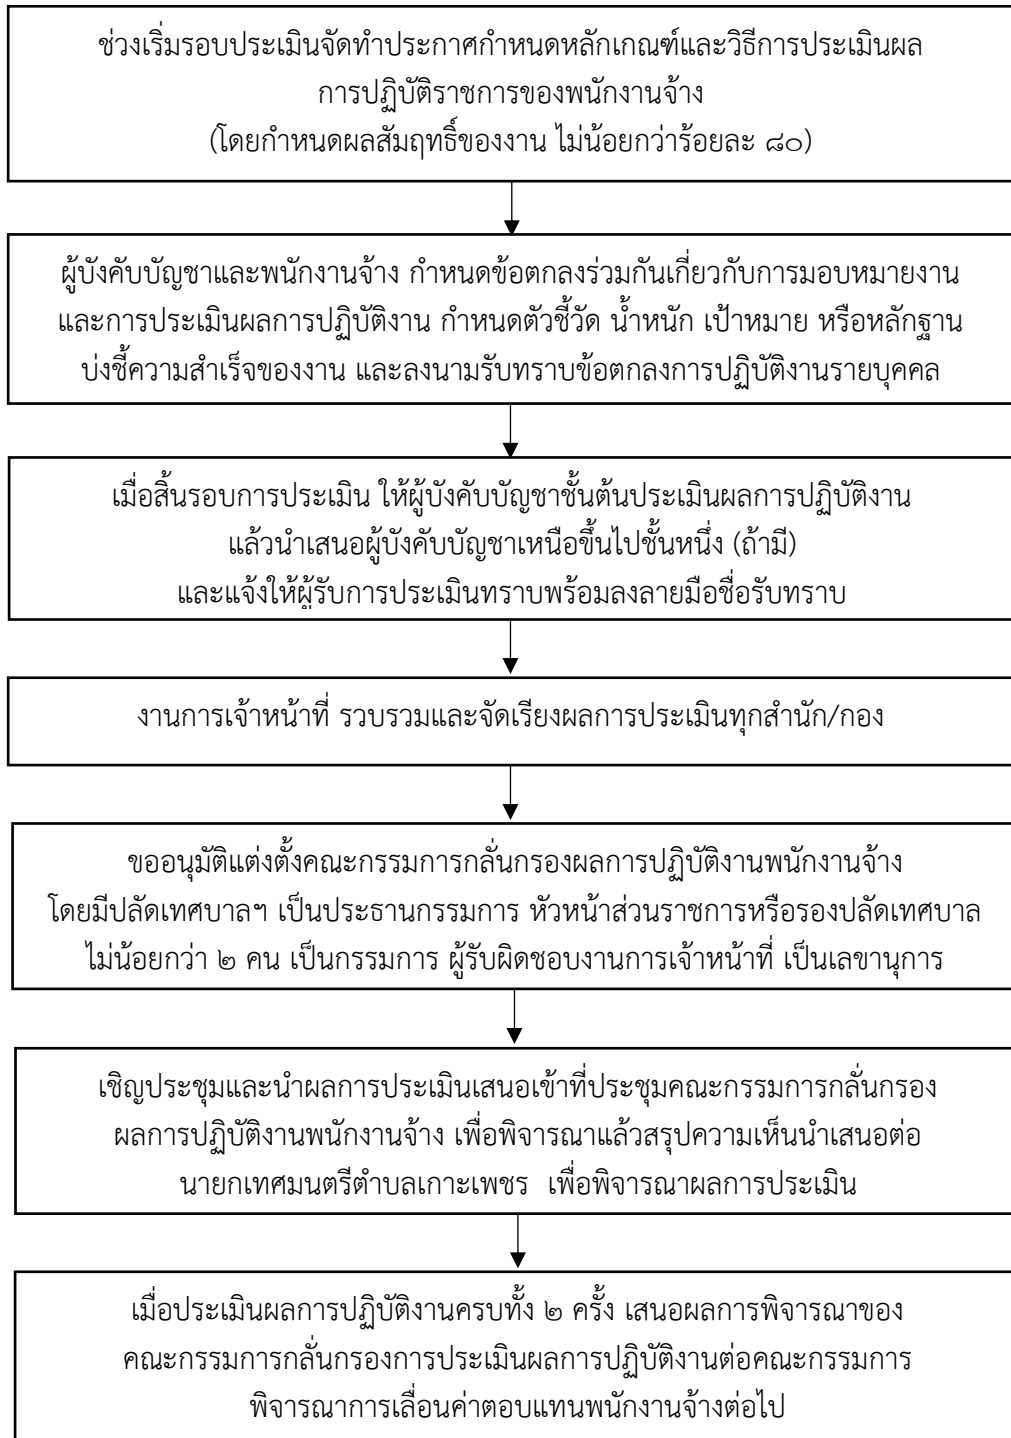 ช่วงเริ่มรอบประเมินจัดทำประกาศกำหนดหลักเกณฑ์และวิธีการประเมินผล
การปฏิบัติราชการของพนักงานจ้าง
(โดยกำหนดผลสัมฤทธิ์ของงาน ไม่น้อยกว่าร้อยละ ๘๐)
ผู้บังคับบัญชาและพนักงานจ้าง กำหนดข้อตกลงร่วมกันเกี่ยวกับการมอบหมายงาน
และการประเมินผลการปฏิบัติงาน กำหนดตัวชี้วัด น้ำหนัก เป้าหมาย หรือหลักฐาน
บ่งชี้ความสำเร็จของงาน และลงนามรับทราบข้อตกลงการปฏิบัติงานรายบุคคล
เมื่อสิ้นรอบการประเมิน ให้ผู้บังคับบัญชาชั้นต้นประเมินผลการปฏิบัติงาน
แล้วนำเสนอผู้บังคับบัญชาเหนือขึ้นไปชั้นหนึ่ง (ถ้ามี)
และแจ้งให้ผู้รับการประเมินทราบพร้อมลงลายมือชื่อรับทราบ
งานการเจ้าหน้าที่ รวบรวมและจัดเรียงผลการประเมินทุกสำนัก/กอง
ขออนุมัติแต่งตั้งคณะกรรมการกลั่นกรองผลการปฏิบัติงานพนักงานจ้าง
โดยมีปลัดเทศบาลฯ เป็นประธานกรรมการ หัวหน้าส่วนราชการหรือรองปลัดเทศบาล
ไม่น้อยกว่า ๒ คน เป็นกรรมการ ผู้รับผิดชอบงานการเจ้าหน้าที่ เป็นเลขานุการ
เชิญประชุมและนำผลการประเมินเสนอเข้าที่ประชุมคณะกรรมการกลั่นกรอง
ผลการปฏิบัติงานพนักงานจ้าง เพื่อพิจารณาแล้วสรุปความเห็นนำเสนอต่อ
นายกเทศมนตรีตำบลเกาะเพชร เพื่อพิจารณาผลการประเมิน
เมื่อประเมินผลการปฏิบัติงานครบทั้ง ๒ ครั้ง เสนอผลการพิจารณาของ
คณะกรรมการกลั่นกรองการประเมินผลการปฏิบัติงานต่อคณะกรรมการ
พิจารณาการเลื่อนค่าตอบแทนพนักงานจ้างต่อไป